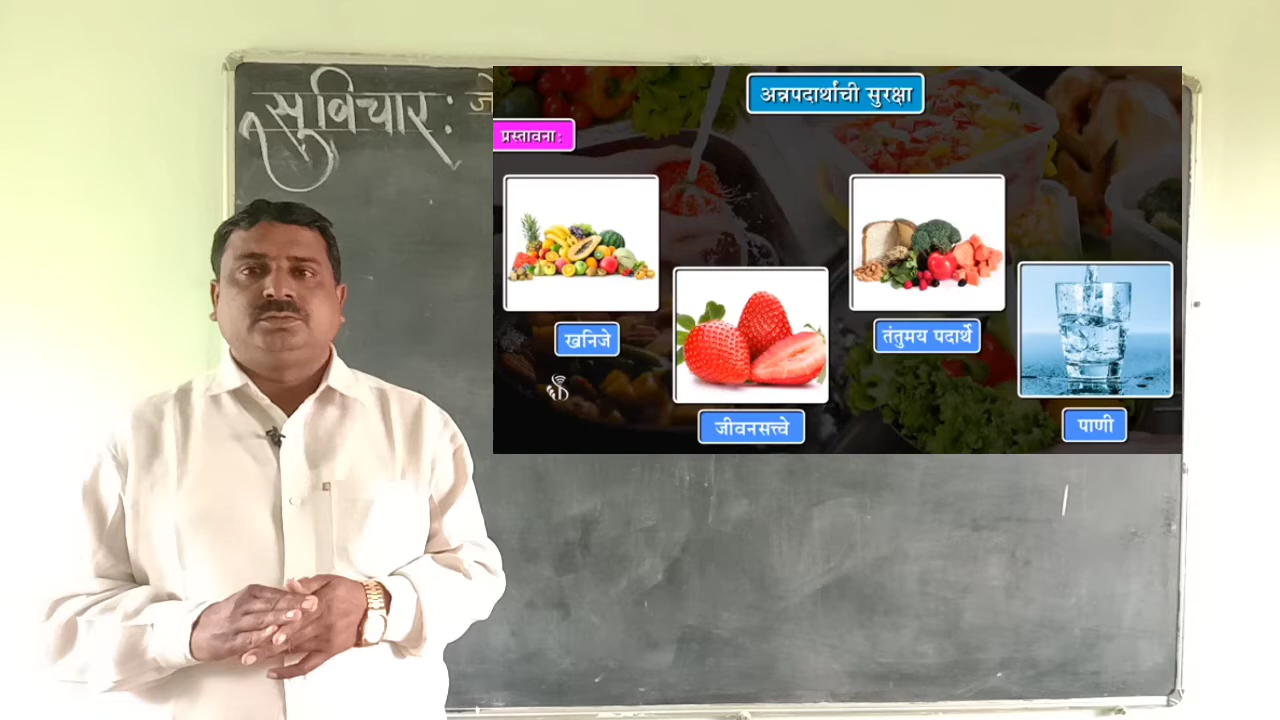 सुविचार:
अन्नपदार्थांची सुरक्षा
प्रस्तावना:
खनिजे
तंतुमय पदार्थे
पाणी
जीवनसत्त्वे